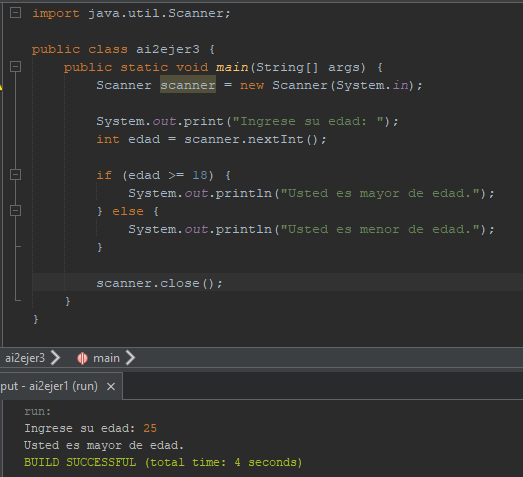 import java.util.Scanner;
public class ai2ejer3 {
public static void main(String[] args) {
Scanner scanner = new Scanner(System.in);
System.out.print("Ingrese su edad: ");
int edad = scanner.nextInt();
if (edad >= 18) {
System.out.println("Usted es mayor de edad.");
} else {
System.out.println("Usted es menor de edad.");
}
scanner.close();
}
}
ai2ejer3 main
put - ai2ejer1 (run) ×
run:
Ingrese su edad: 25
Usted es mayor de edad.
BUILD SUCCESSFUL (total time: 4 seconds)